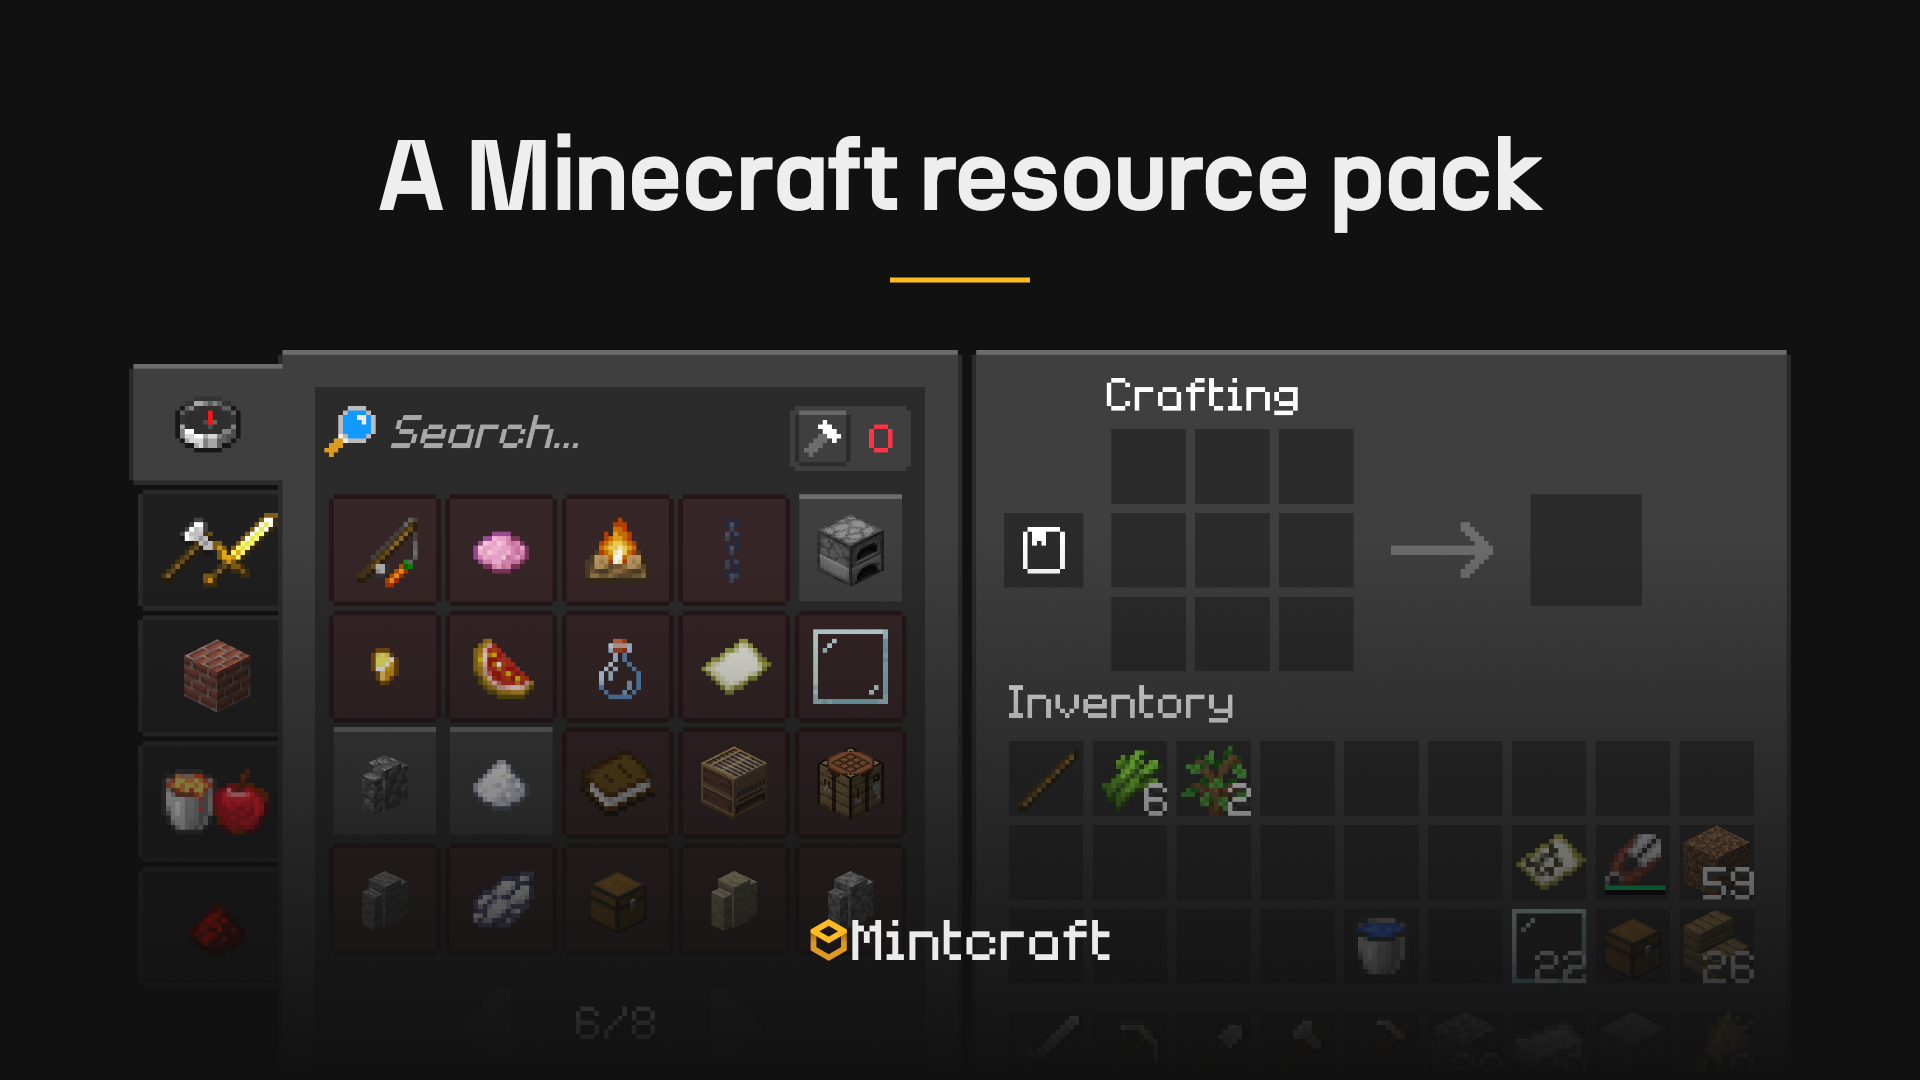 A Minecraft resource pack
Search...
0
Crafting
Inventory
6
2
59
Mintcraft
22
26
6/8